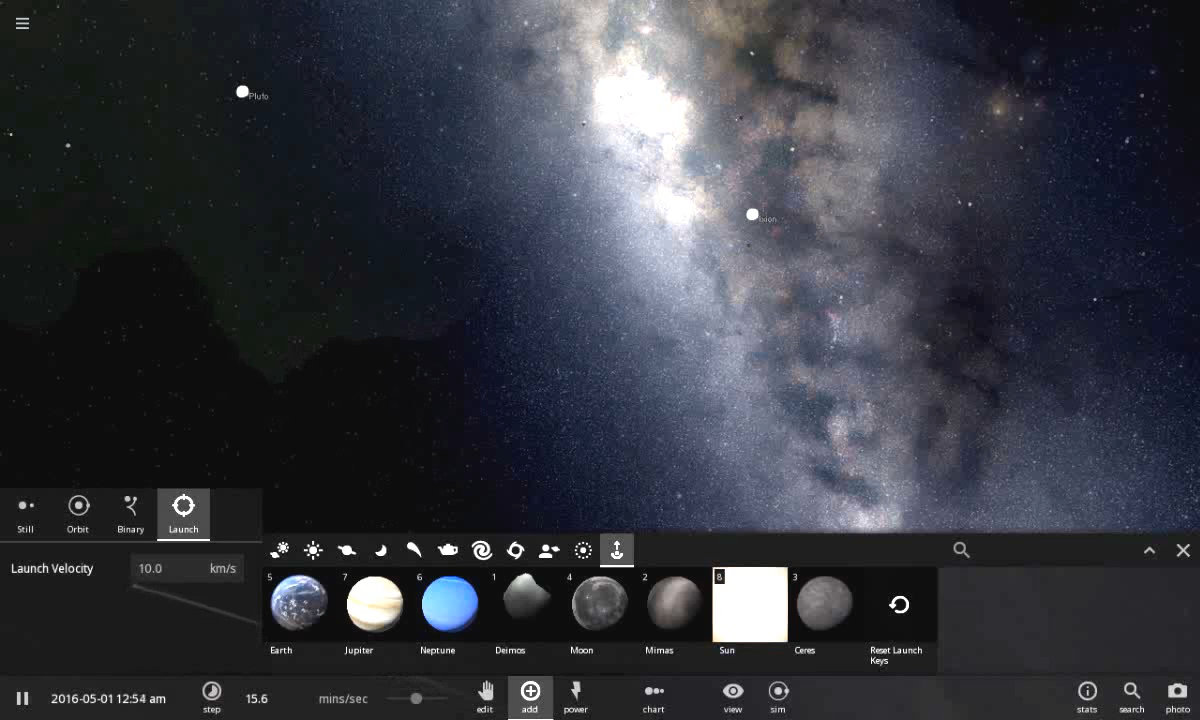 Pluto
Ixion
Still
Orbit
Binary
Launch
Launch Velocity
10.0
km/s
5
7
6
1
4
2
8
3
Earth
Jupiter
Neptune
Deimos
Moon
Mimas
Sun
Ceres
Reset Launch
Keys
2016-05-01 12:54 am
step
15.6
mins/sec
edit
add
power
chart
view
sim
stats
search
photo